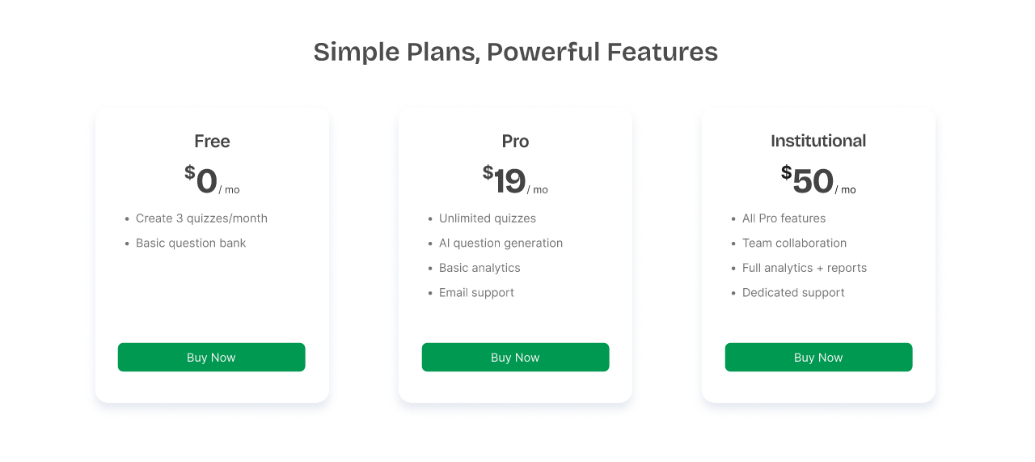 Simple Plans, Powerful Features
Free
$0/ mo
• Create 3 quizzes/month
• Basic question bank
Buy Now
Pro
$19/ mo
• Unlimited quizzes
• AI question generation
• Basic analytics
• Email support
Buy Now
Institutional
$50/ mo
• All Pro features
• Team collaboration
• Full analytics + reports
• Dedicated support
Buy Now